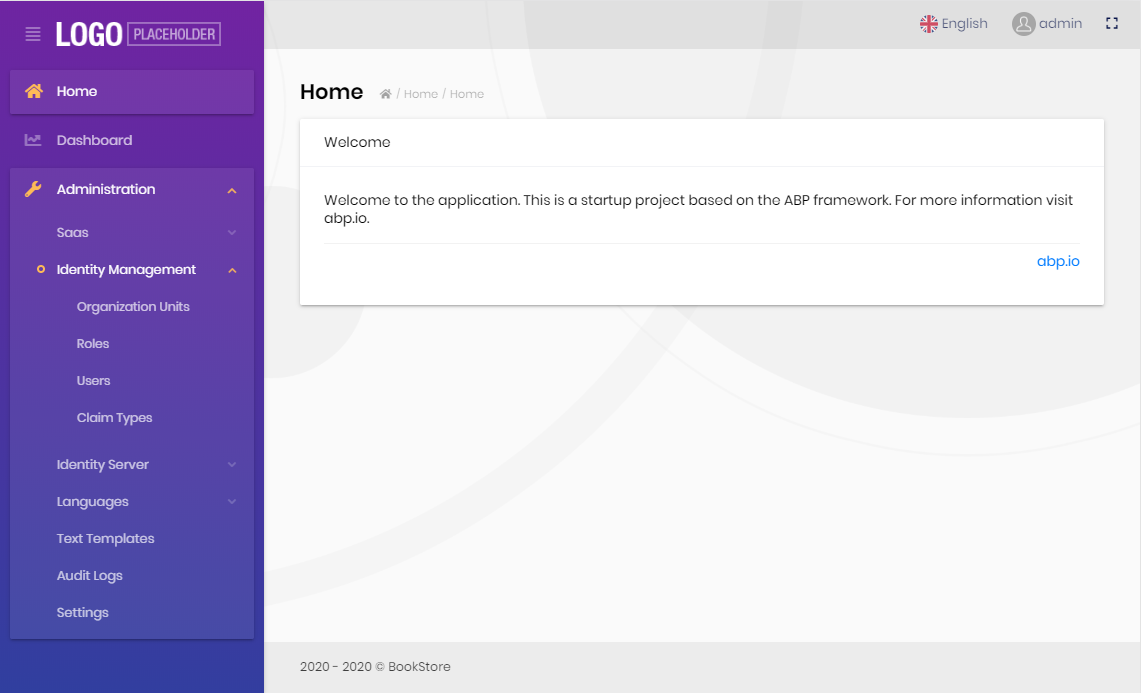 LOGO PLACEHOLDER
English
admin
Home
Dashboard
Administration
Saas
Identity Management
Organization Units
Roles
Users
Claim Types
Identity Server
Languages
Text Templates
Audit Logs
Settings
Home / Home / Home
Welcome
Welcome to the application. This is a startup project based on the ABP framework. For more information visit
abp.io.
abp.io
2020 - 2020 © BookStore